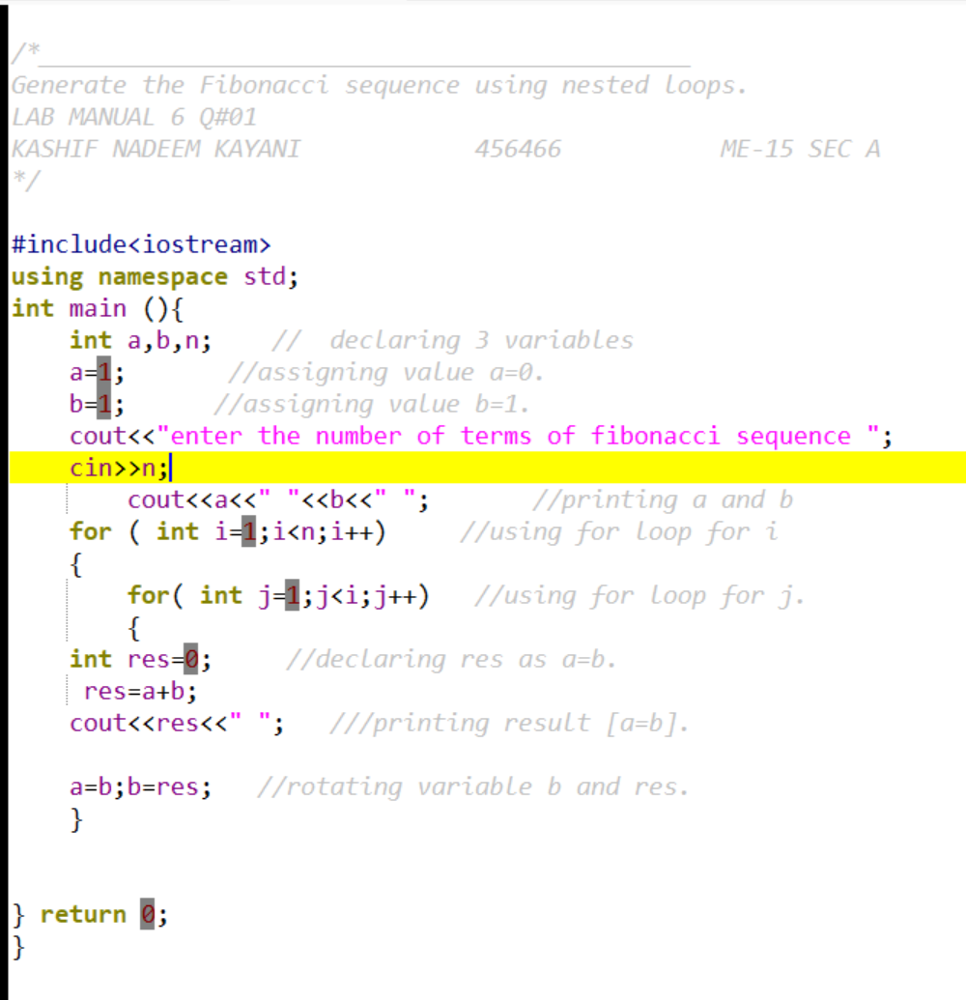 /*_____________________________________________
Generate the Fibonacci sequence using nested loops.
LAB MANUAL 6 Q#01
KASHIF NADEEM KAYANI            456466           ME-15 SEC A
*/

#include<iostream>
using namespace std;
int main (){
    int a,b,n;    //  declaring 3 variables
    a=1;       //assigning value a=0.
    b=1;      //assigning value b=1.
    cout<<"enter the number of terms of fibonacci sequence ";
    cin>>n;
        cout<<a<<" "<<b<<" ";       //printing a and b
    for ( int i=1;i<n;i++)     //using for loop for i
    {
        for( int j=1;j<i;j++)   //using for loop for j.
        {
    int res=0;     //declaring res as a=b.
     res=a+b;
    cout<<res<<" ";   ///printing result [a=b].

    a=b;b=res;   //rotating variable b and res.
    }


} return 0;
}